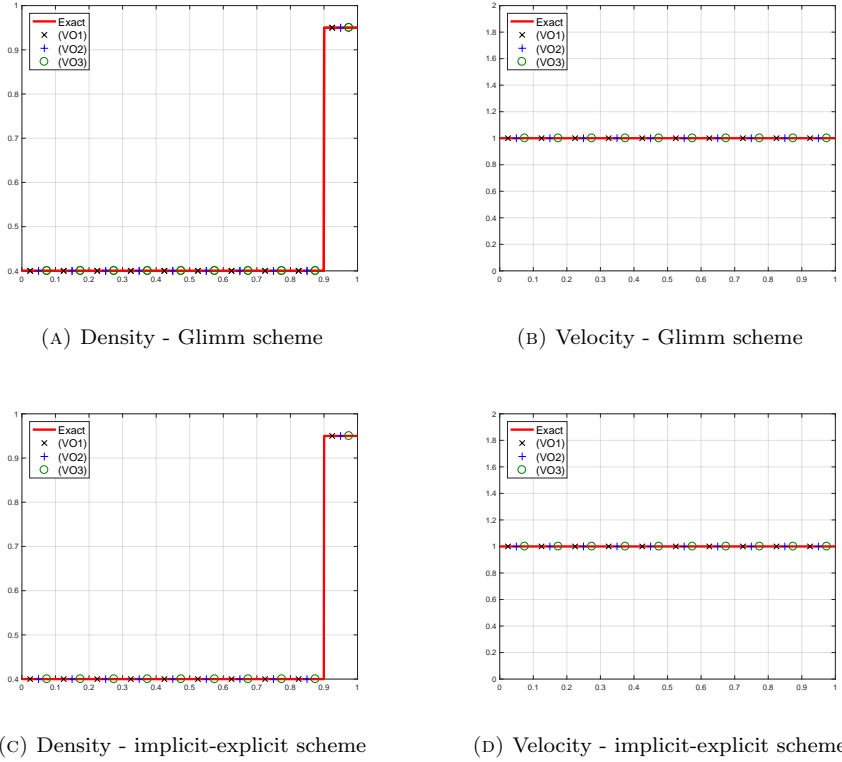 1
0.9
0.8
0.7
0.6
0.5
0.4
0 0.1 0.2 0.3 0.4 0.5 0.6 0.7 0.8 0.9 1
Exact
(VO1)
(VO2)
(VO3)
(A) Density - Glimm scheme
2
1.8
1.6
1.4
1.2
1
0.8
0.6
0.4
0.2
0
0 0.1 0.2 0.3 0.4 0.5 0.6 0.7 0.8 0.9 1
Exact
(VO1)
(VO2)
(VO3)
(B) Velocity - Glimm scheme
1
0.9
0.8
0.7
0.6
0.5
0.4
0 0.1 0.2 0.3 0.4 0.5 0.6 0.7 0.8 0.9 1
Exact
(VO1)
(VO2)
(VO3)
(C) Density - implicit-explicit scheme
2
1.8
1.6
1.4
1.2
1
0.8
0.6
0.4
0.2
0
0 0.1 0.2 0.3 0.4 0.5 0.6 0.7 0.8 0.9 1
Exact
(VO1)
(VO2)
(VO3)
(D) Velocity - implicit-explicit scheme